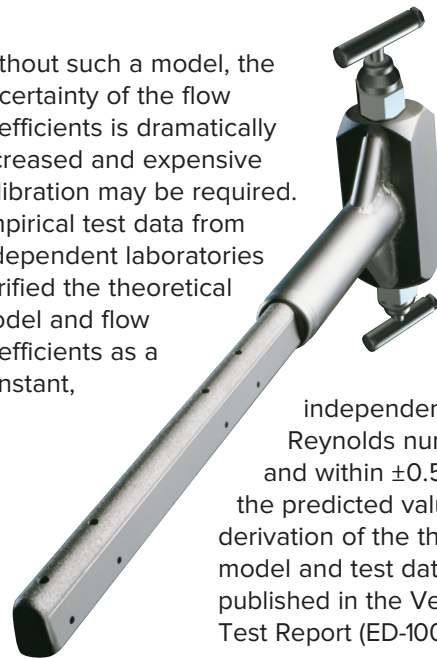 ithout such a model, the
certainty of the flow
efficients is dramatically
creased and expensive
libration may be required.
pirical test data from
dependent laboratories
rified the theoretical
odel and flow
efficients as a
nstant,
independen
Reynolds nu
and within ±0.5
the predicted valu
derivation of the th
model and test dat
published in the Ve
Test Report (ED-100